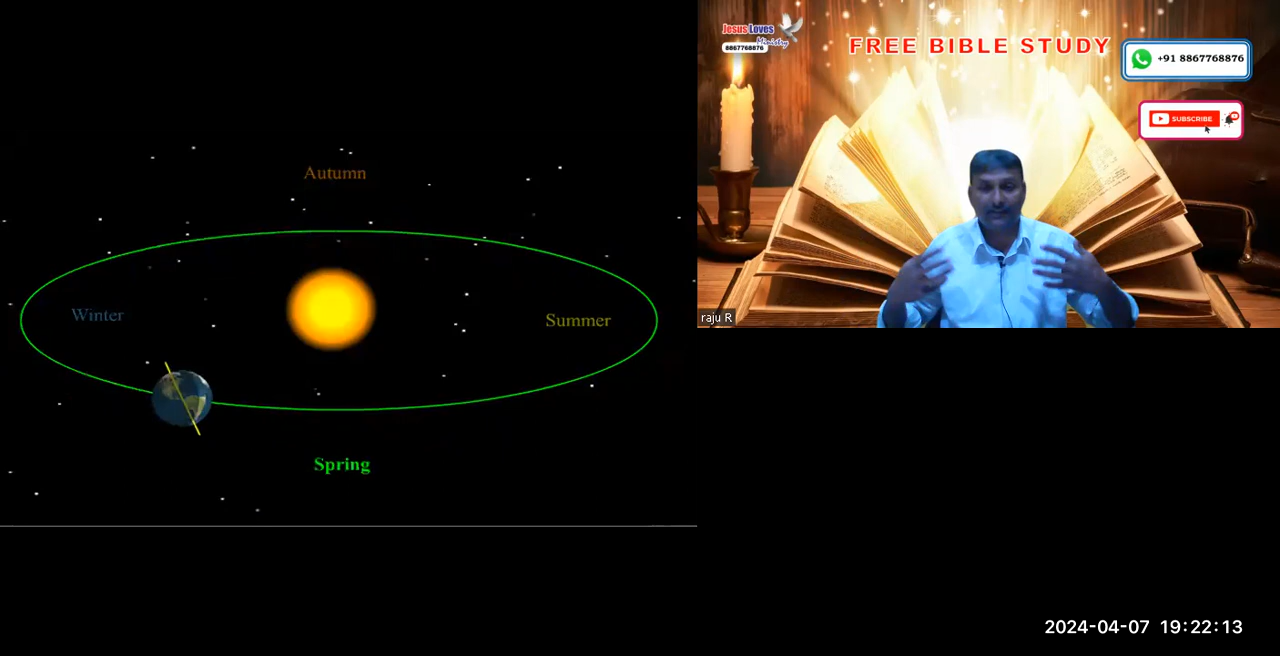 Autumn
Winter
Summer
Spring
Jesus Loves
Ministry
8867768876
FREE BIBLE STUDY
+91 8867768876
SUBSCRIBE
raju R
2024-04-07 19:22:13